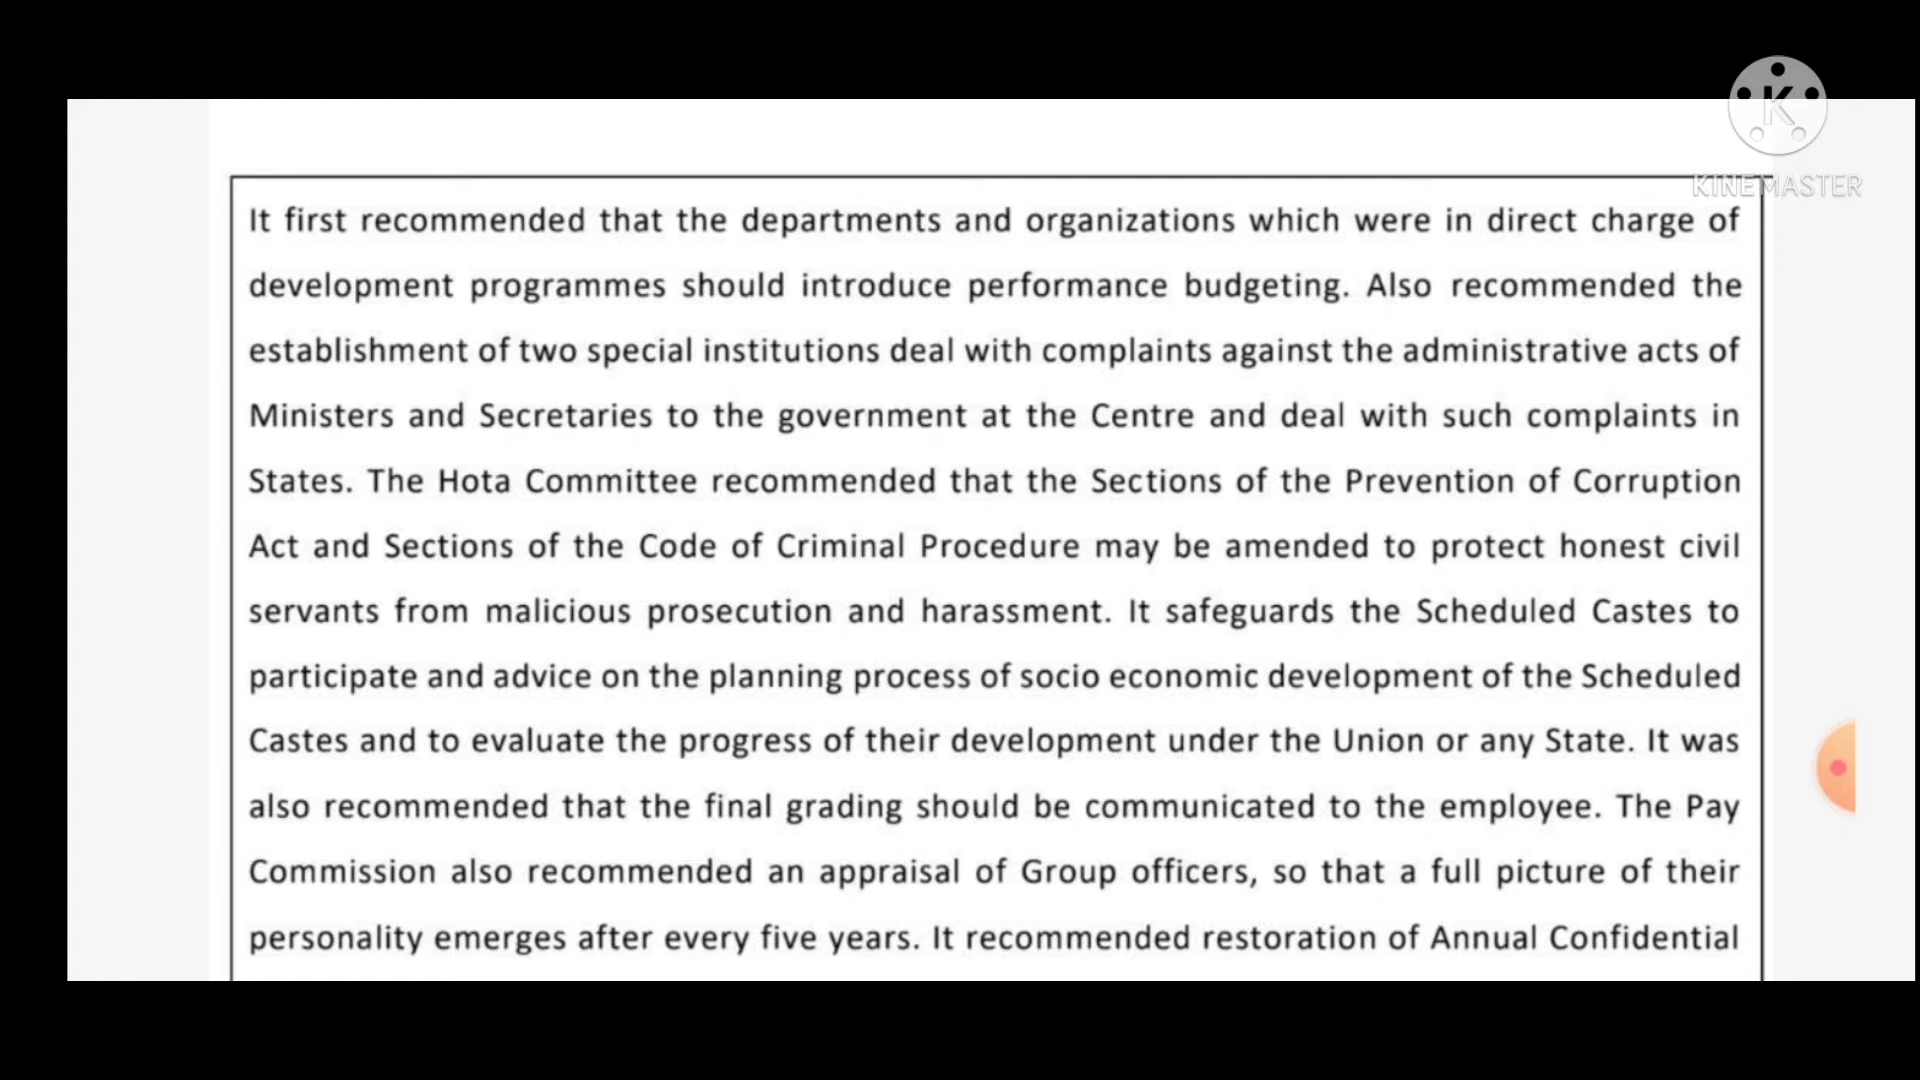 K
KINEMASTER
It first recommended that the departments and organizations which were in direct charge of
development programmes should introduce performance budgeting. Also recommended the
establishment of two special institutions deal with complaints against the administrative acts of
Ministers and Secretaries to the government at the Centre and deal with such complaints in
States. The Hota Committee recommended that the Sections of the Prevention of Corruption
Act and Sections of the Code of Criminal Procedure may be amended to protect honest civil
servants from malicious prosecution and harassment. It safeguards the Scheduled Castes to
participate and advice on the planning process of socio economic development of the Scheduled
Castes and to evaluate the progress of their development under the Union or any State. It was
also recommended that the final grading should be communicated to the employee. The Pay
Commission also recommended an appraisal of Group officers, so that a full picture of their
personality emerges after every five years. It recommended restoration of Annual Confidential